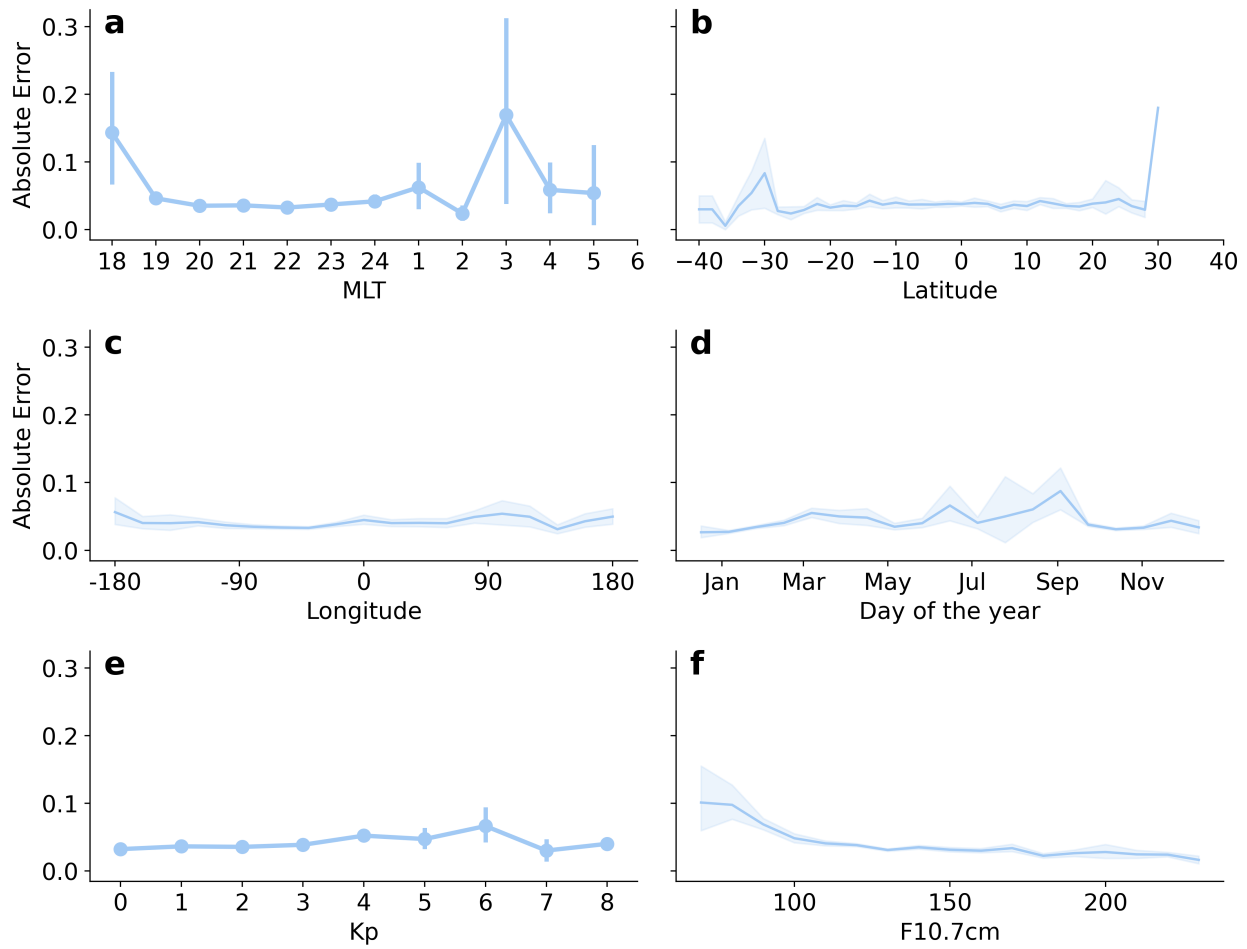 a
b
0.3
0.2
0.1
0.0
Absolute Error
18 19 20 21 22 23 24 1 2 3 4 5 6
MLT
−40 −30 −20 −10 0 10 20 30 40
Latitude
c
d
0.3
0.2
0.1
0.0
Absolute Error
-180 -90 0 90 180
Longitude
Jan Mar May Jul Sep Nov
Day of the year
e
f
0.3
0.2
0.1
0.0
0 1 2 3 4 5 6 7 8
Kp
100 150 200
F10.7cm